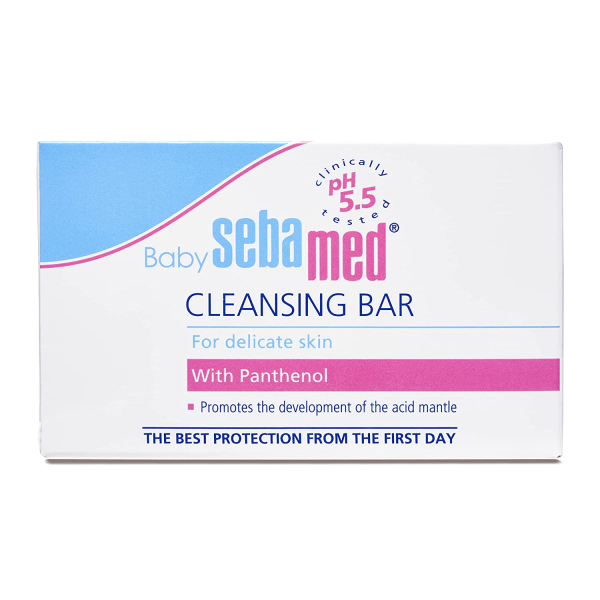 clinically
pH
5.5
tested
Baby sebamed®
CLEANSING BAR
For delicate skin
With Panthenol
▪ Promotes the development of the acid mantle
THE BEST PROTECTION FROM THE FIRST DAY